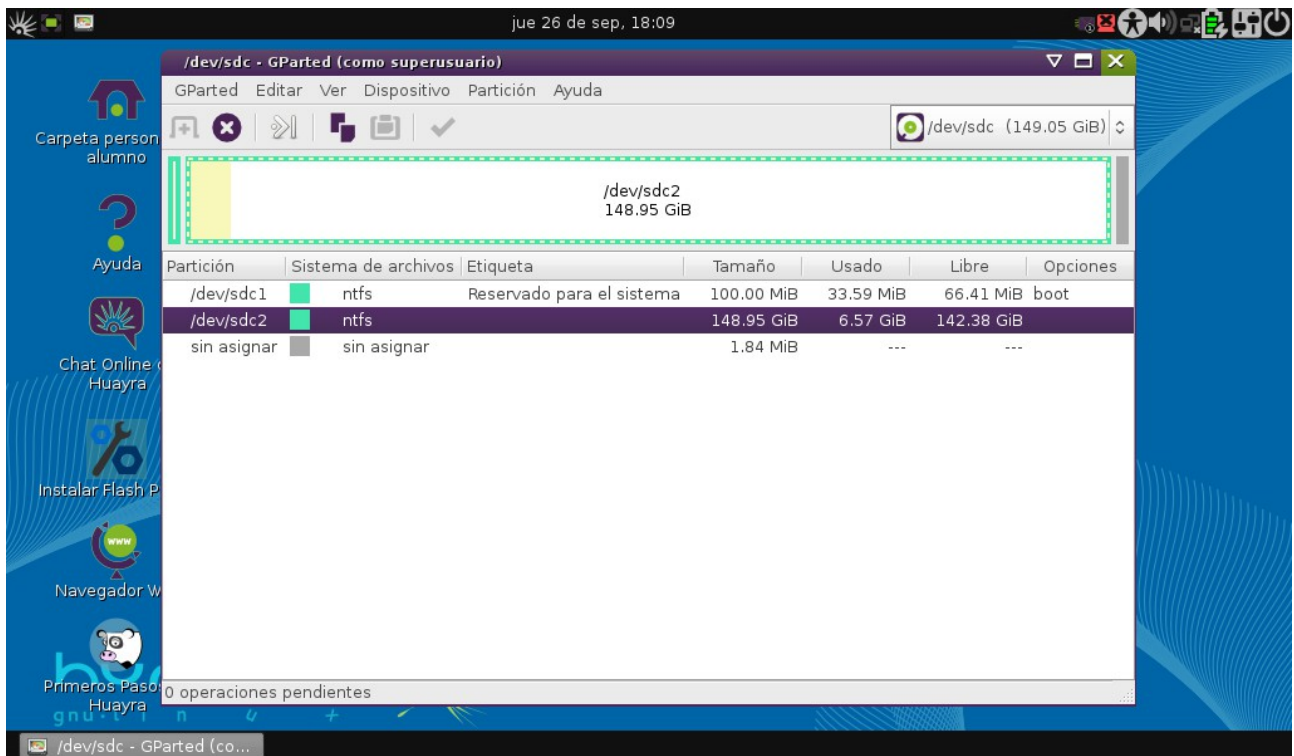 jue 26 de sep, 18:09
/dev/sdc - GParted (como superusuario)
GParted Editar Ver Dispositivo Partición Ayuda
/dev/sdc (149.05 GiB)
/dev/sdc2
148.95 GiB
Partición Sistema de archivos Etiqueta Tamaño Usado Libre Opciones
/dev/sdc1 ntfs Reservado para el sistema 100.00 MiB 33.59 MiB 66.41 MiB boot
/dev/sdc2 ntfs 148.95 GiB 6.57 GiB 142.38 GiB
sin asignar sin asignar 1.84 MiB --- ---
0 operaciones pendientes
Carpeta person
alumno
Ayuda
Chat Online
Huayra
Instalar Flash P
www
Navegador W
Primeros Paso
Huayra
/dev/sdc - GParted (co...